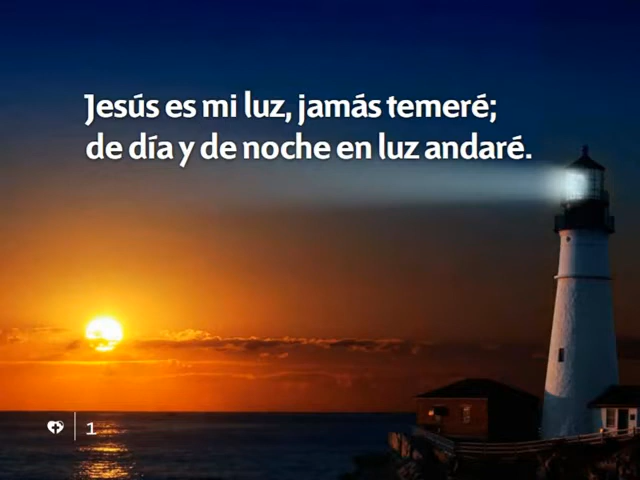 Jesús es mi luz, jamás temeré;
de día y de noche en luz andaré.
1